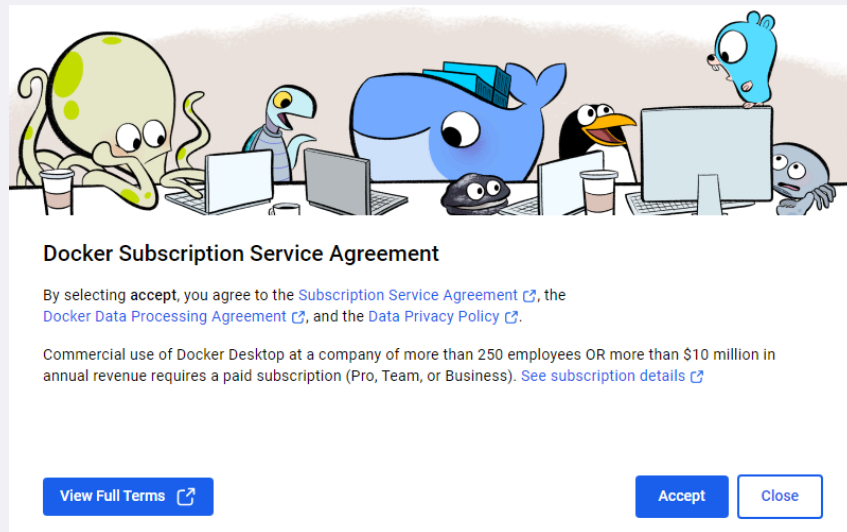 Docker Subscription Service Agreement
By selecting accept, you agree to the Subscription Service Agreement, the
Docker Data Processing Agreement, and the Data Privacy Policy.
Commercial use of Docker Desktop at a company of more than 250 employees OR more than $10 million in
annual revenue requires a paid subscription (Pro, Team, or Business). See subscription details
View Full Terms
Accept
Close